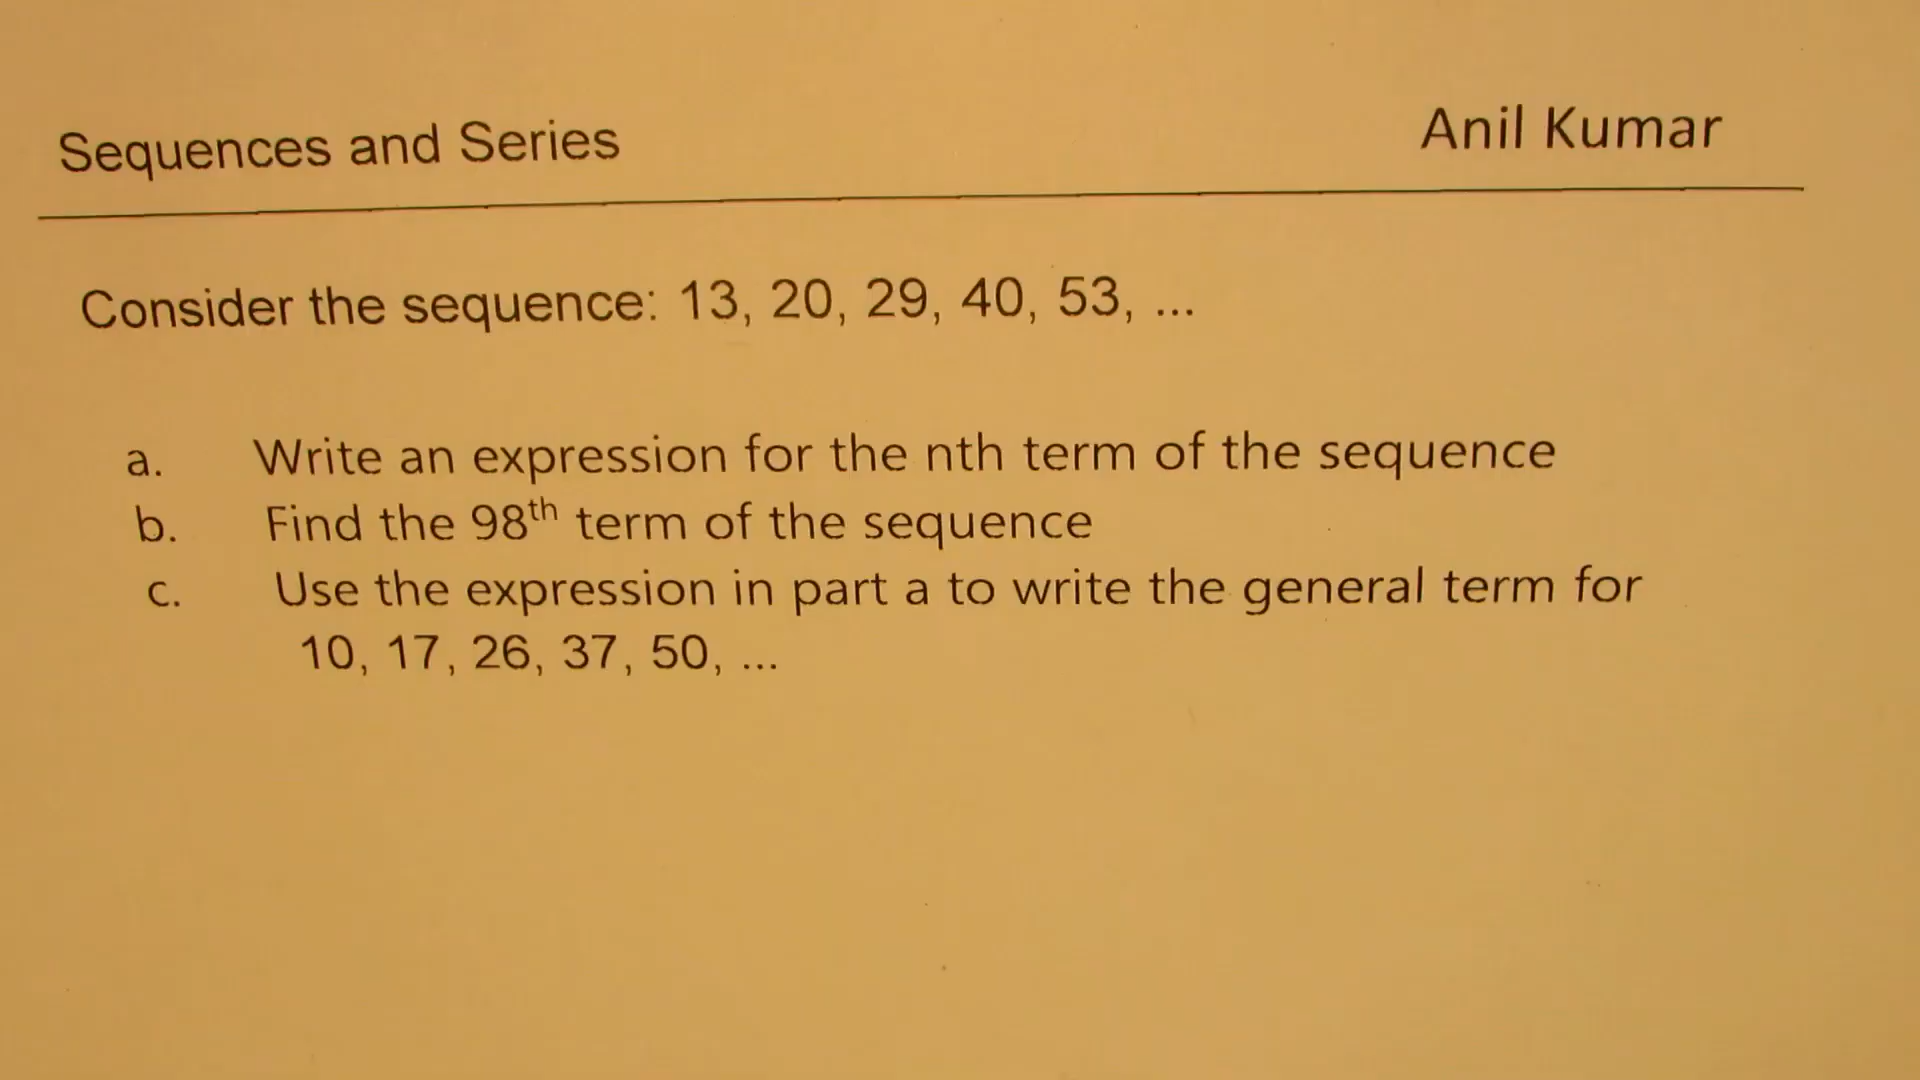 Sequences and Series
Anil Kumar
Consider the sequence: 13, 20, 29, 40, 53, ...
a. Write an expression for the nth term of the sequence
b. Find the 98th term of the sequence
c. Use the expression in part a to write the general term for
10, 17, 26, 37, 50, ...